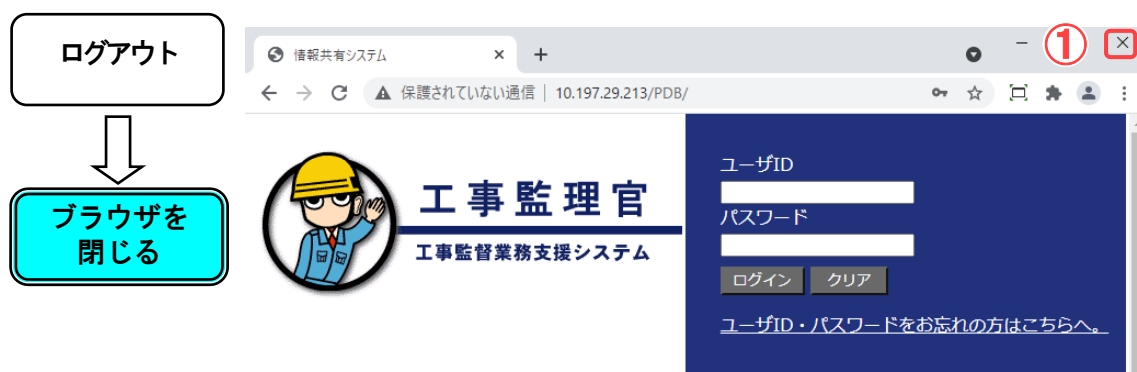 ログアウト
ブラウザを
閉じる
情報共有システム
①
保護されていない通信 | 10.197.29.213/PDB/
工事監理官
工事監督業務支援システム
ユーザID
パスワード
ログイン
クリア
ユーザID・パスワードをお忘れの方はこちらへ。